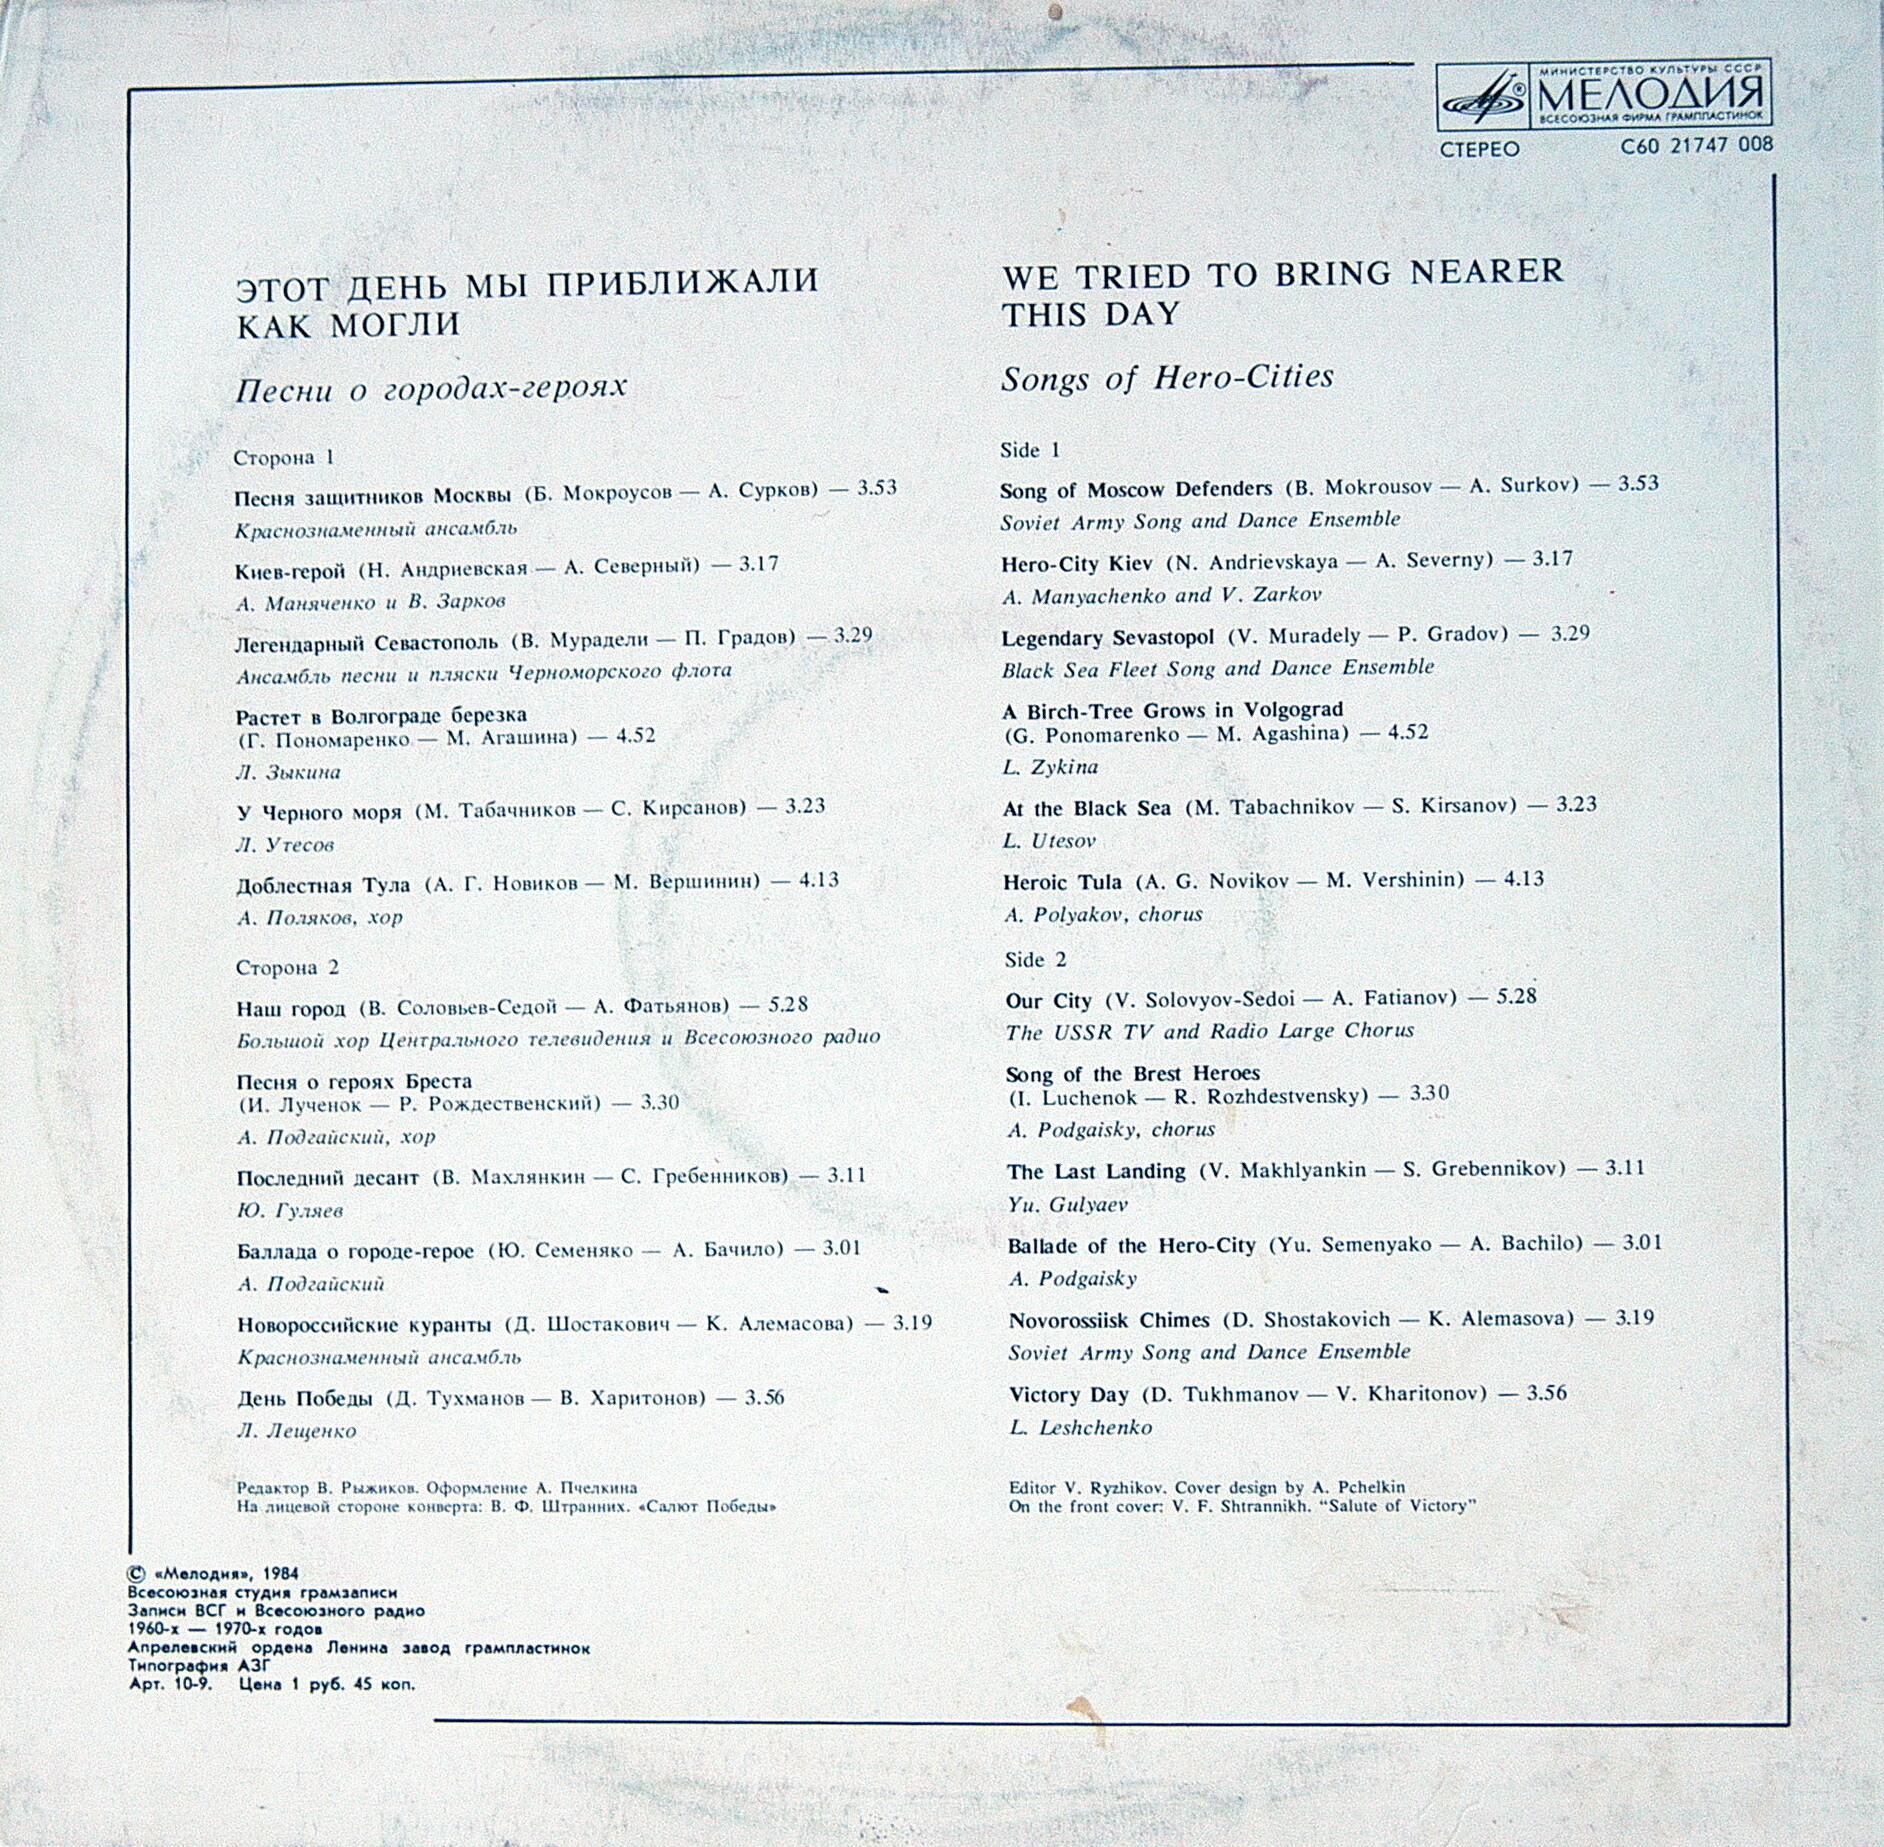 МИНИСТЕРСТВО КУЛЬТУРЫ СССР
МЕЛОДИЯ
ВСЕСОЮЗНАЯ ФИРМА ГРАМПЛАСТИНОК
СТЕРЕО С60 21747 008
ЭТОТ ДЕНЬ МЫ ПРИБЛИЖАЛИ
КАК МОГЛИ
Песни о городах-героях
Сторона 1
Песня защитников Москвы (Б. Мокроусов — А. Сурков) — 3.53
Краснознаменный ансамбль
Киев-герой (Н. Андриевская — А. Северный) — 3.17
А. Маняченко и В. Зарков
Легендарный Севастополь (В. Мурадели — П. Градов) — 3.29
Ансамбль песни и пляски Черноморского флота
Растет в Волгограде березка
(Г. Пономаренко — М. Агашина) — 4.52
Л. Зыкина
У Черного моря (М. Табачников — С. Кирсанов) — 3.23
Л. Утесов
Доблестная Тула (А. Г. Новиков — М. Вершинин) — 4.13
А. Поляков, хор
Сторона 2
Наш город (В. Соловьев-Седой — А. Фатьянов) — 5.28
Большой хор Центрального телевидения и Всесоюзного радио
Песня о героях Бреста
(И. Лученок — Р. Рождественский) — 3.30
А. Подгайский, хор
Последний десант (В. Махлянкин — С. Гребенников) — 3.11
Ю. Гуляев
Баллада о городе-герое (Ю. Семеняко — А. Бачило) — 3.01
А. Подгайский
Новороссийские куранты (Д. Шостакович — К. Алемасова) — 3.19
Краснознаменный ансамбль
День Победы (Д. Тухманов — В. Харитонов) — 3.56
Л. Лещенко
Редактор В. Рыжиков. Оформление А. Пчелкина
На лицевой стороне конверта: В. Ф. Штранних. «Салют Победы»
WE TRIED TO BRING NEARER
THIS DAY
Songs of Hero-Cities
Side 1
Song of Moscow Defenders (B. Mokrousov — A. Surkov) — 3.53
Soviet Army Song and Dance Ensemble
Hero-City Kiev (N. Andrievskaya — A. Severny) — 3.17
A. Manyachenko and V. Zarkov
Legendary Sevastopol (V. Muradely — P. Gradov) — 3.29
Black Sea Fleet Song and Dance Ensemble
A Birch-Tree Grows in Volgograd
(G. Ponomarenko — M. Agashina) — 4.52
L. Zykina
At the Black Sea (M. Tabachnikov — S. Kirsanov) — 3.23
L. Utesov
Heroic Tula (A. G. Novikov — M. Vershinin) — 4.13
A. Polyakov, chorus
Side 2
Our City (V. Solovyov-Sedoi — A. Fatianov) — 5.28
The USSR TV and Radio Large Chorus
Song of the Brest Heroes
(I. Luchenok — R. Rozhdestvensky) — 3.30
A. Podgaisky, chorus
The Last Landing (V. Makhlyankin — S. Grebennikov) — 3.11
Yu. Gulyaev
Ballade of the Hero-City (Yu. Semenyako — A. Bachilo) — 3.01
A. Podgaisky
Novorossiisk Chimes (D. Shostakovich — K. Alemasova) — 3.19
Soviet Army Song and Dance Ensemble
Victory Day (D. Tukhmanov — V. Kharitonov) — 3.56
L. Leshchenko
Editor V. Ryzhikov. Cover design by A. Pchelkin
On the front cover: V. F. Shtrannikh. “Salute of Victory”
© «Мелодия», 1984
Всесоюзная студия грамзаписи
Записи ВСГ и Всесоюзного радио
1960-х — 1970-х годов
Апрелевский ордена Ленина завод грампластинок
Типография АЗГ
Арт. 10-9. Цена 1 руб. 45 коп.